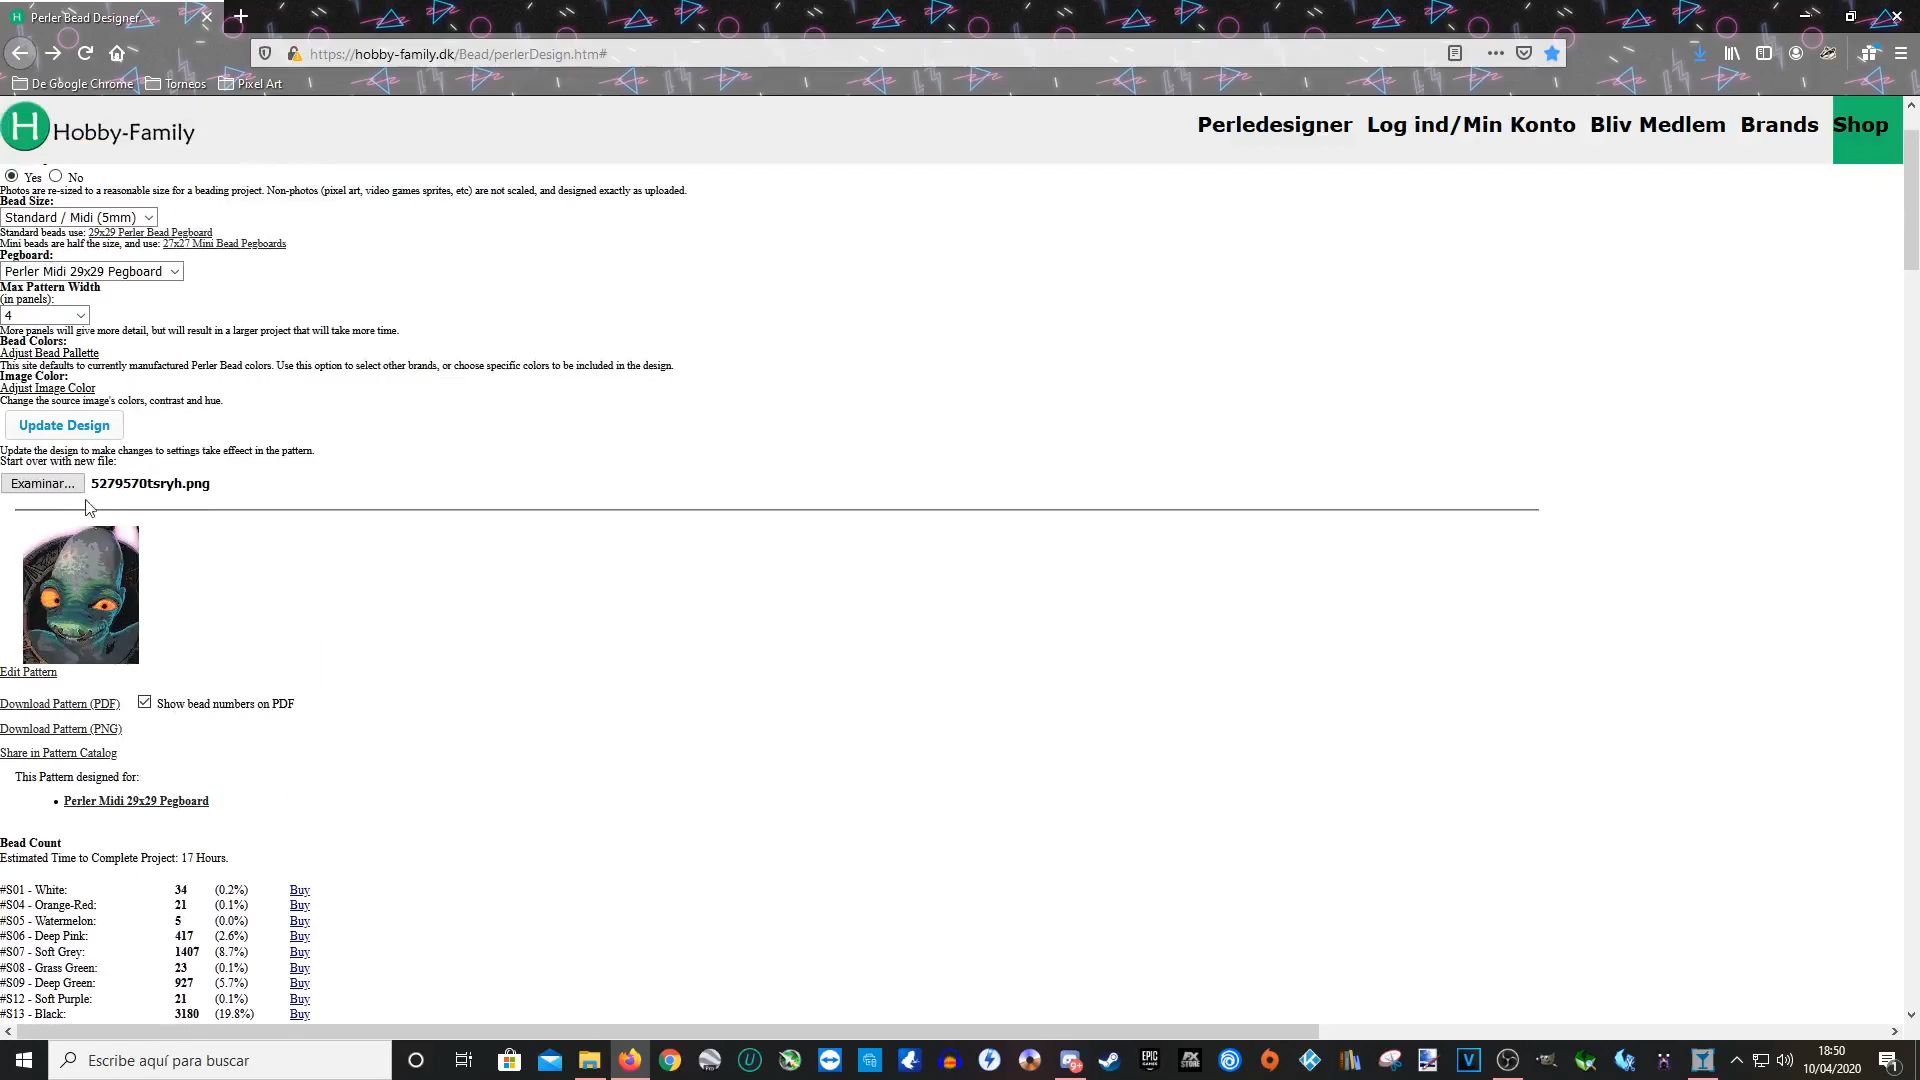 Perler Bead Designer
https://hobby-family.dk/Bead/perlerDesign.htm#
De Google Chrome Torneos Pixel Art
H Hobby-Family Perledesigner Log ind/Min Konto Bliv Medlem Brands Shop
Yes No
Photos are re-sized to a reasonable size for a beading project. Non-photos (pixel art, video games sprites, etc) are not scaled, and designed exactly as uploaded.
Bead Size:
Standard / Midi (5mm)
Standard beads use: 29x29 Perler Bead Pegboard
Mini beads are half the size, and use: 27x27 Mini Bead Pegboards
Pegboard:
Perler Midi 29x29 Pegboard
Max Pattern Width
(in panels):
4
More panels will give more detail, but will result in a larger project that will take more time.
Bead Colors:
Adjust Bead Pallette
This site defaults to currently manufactured Perler Bead colors. Use this option to select other brands, or choose specific colors to be included in the design.
Image Color:
Adjust Image Color
Change the source image's colors, contrast and hue.
Update Design
Update the design to make changes to settings take effeect in the pattern.
Start over with new file:
Examinar... 5279570tsryh.png
Edit Pattern
Download Pattern (PDF) Show bead numbers on PDF
Download Pattern (PNG)
Share in Pattern Catalog
This Pattern designed for:
• Perler Midi 29x29 Pegboard
Bead Count
Estimated Time to Complete Project: 17 Hours.
#S01 - White: 34 (0.2%) Buy
#S04 - Orange-Red: 21 (0.1%) Buy
#S05 - Watermelon: 5 (0.0%) Buy
#S06 - Deep Pink: 417 (2.6%) Buy
#S07 - Soft Grey: 1407 (8.7%) Buy
#S08 - Grass Green: 23 (0.1%) Buy
#S09 - Deep Green: 927 (5.7%) Buy
#S12 - Soft Purple: 21 (0.1%) Buy
#S13 - Black: 3180 (19.8%) Buy
Escribe aquí para buscar
18:50
10/04/2020